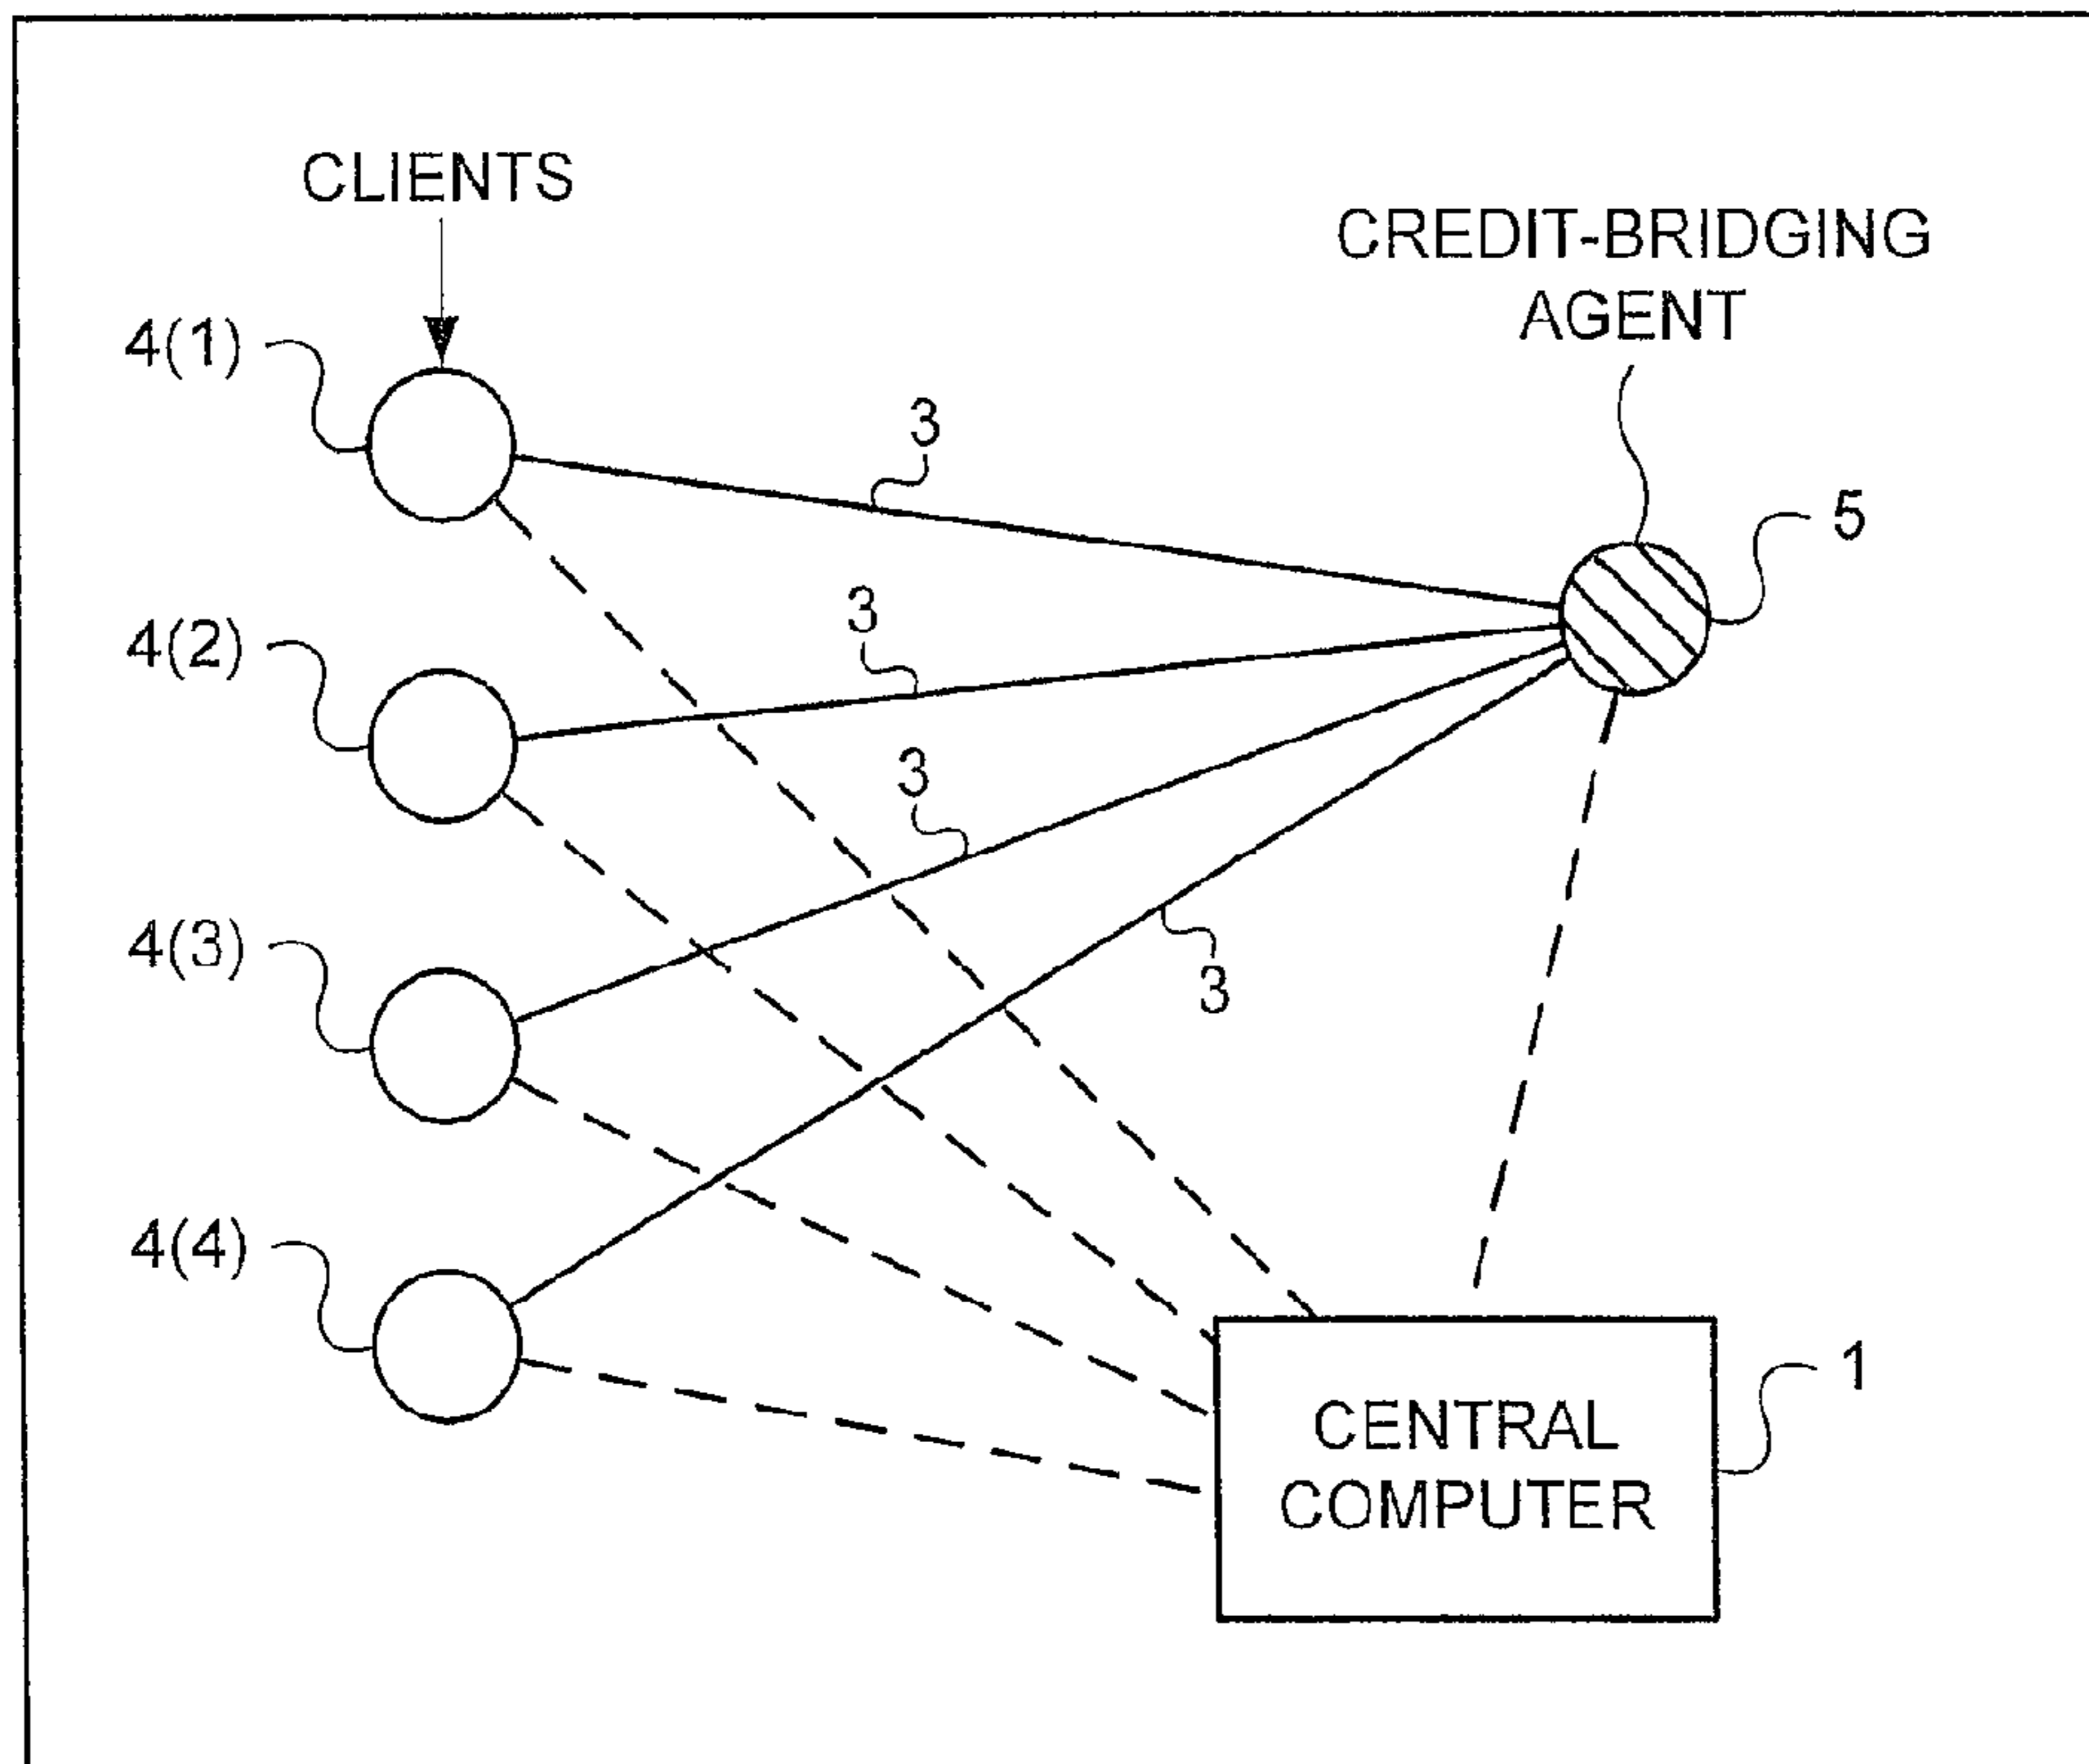 CLIENTS
CREDIT-BRIDGING
AGENT
4(1)
3
5
3
4(2)
3
4(3)
3
4(4)
1
CENTRAL
COMPUTER